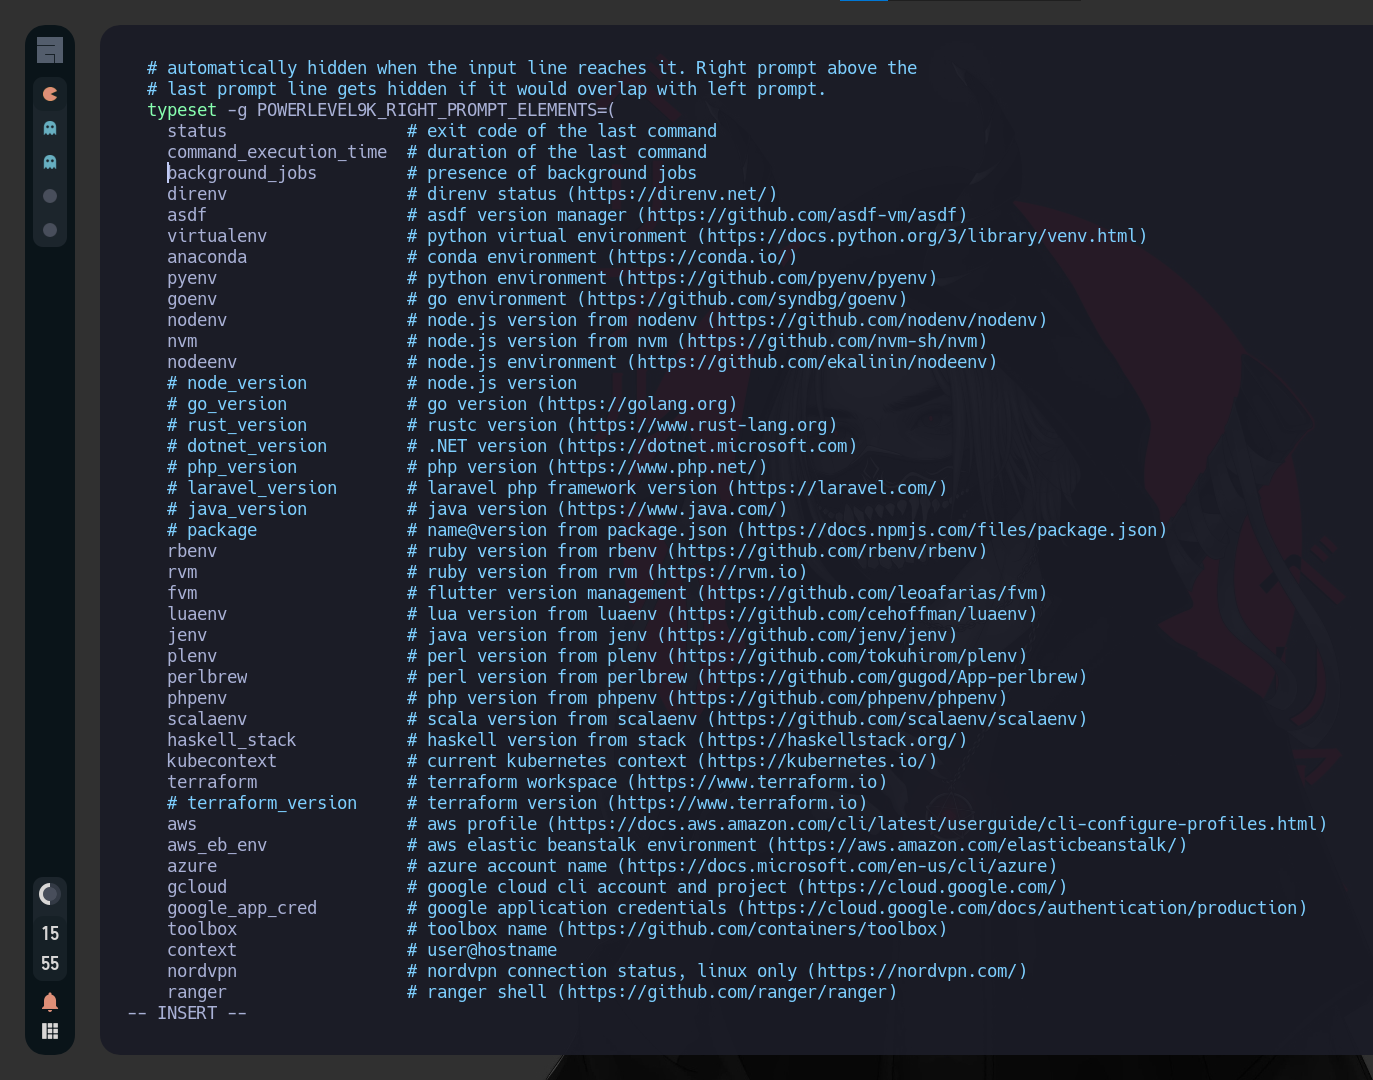 # automatically hidden when the input line reaches it. Right prompt above the
# last prompt line gets hidden if it would overlap with left prompt.
typeset -g POWERLEVEL9K_RIGHT_PROMPT_ELEMENTS=(
status # exit code of the last command
command_execution_time # duration of the last command
background_jobs # presence of background jobs
direnv # direnv status (https://direnv.net/)
asdf # asdf version manager (https://github.com/asdf-vm/asdf)
virtualenv # python virtual environment (https://docs.python.org/3/library/venv.html)
anaconda # conda environment (https://conda.io/)
pyenv # python environment (https://github.com/pyenv/pyenv)
goenv # go environment (https://github.com/syndbg/goenv)
nodenv # node.js version from nodenv (https://github.com/nodenv/nodenv)
nvm # node.js version from nvm (https://github.com/nvm-sh/nvm)
nodeenv # node.js environment (https://github.com/ekalinin/nodeenv)
# node_version # node.js version
# go_version # go version (https://golang.org)
# rust_version # rustc version (https://www.rust-lang.org)
# dotnet_version # .NET version (https://dotnet.microsoft.com)
# php_version # php version (https://www.php.net/)
# laravel_version # laravel php framework version (https://laravel.com/)
# java_version # java version (https://www.java.com/)
# package # name@version from package.json (https://docs.npmjs.com/files/package.json)
rbenv # ruby version from rbenv (https://github.com/rbenv/rbenv)
rvm # ruby version from rvm (https://rvm.io)
fvm # flutter version management (https://github.com/leoafarias/fvm)
luaenv # lua version from luaenv (https://github.com/cehoffman/luaenv)
jenv # java version from jenv (https://github.com/jenv/jenv)
plenv # perl version from plenv (https://github.com/tokuhirom/plenv)
perlbrew # perl version from perlbrew (https://github.com/gugod/App-perlbrew)
phpenv # php version from phpenv (https://github.com/phpenv/phpenv)
scalaenv # scala version from scalaenv (https://github.com/scalaenv/scalaenv)
haskell_stack # haskell version from stack (https://haskellstack.org/)
kubecontext # current kubernetes context (https://kubernetes.io/)
terraform # terraform workspace (https://www.terraform.io)
# terraform_version # terraform version (https://www.terraform.io)
aws # aws profile (https://docs.aws.amazon.com/cli/latest/userguide/cli-configure-profiles.html)
aws_eb_env # aws elastic beanstalk environment (https://aws.amazon.com/elasticbeanstalk/)
azure # azure account name (https://docs.microsoft.com/en-us/cli/azure)
gcloud # google cloud cli account and project (https://cloud.google.com/)
google_app_cred # google application credentials (https://cloud.google.com/docs/authentication/production)
toolbox # toolbox name (https://github.com/containers/toolbox)
context # user@hostname
nordvpn # nordvpn connection status, linux only (https://nordvpn.com/)
ranger # ranger shell (https://github.com/ranger/ranger)
-- INSERT --
15
55